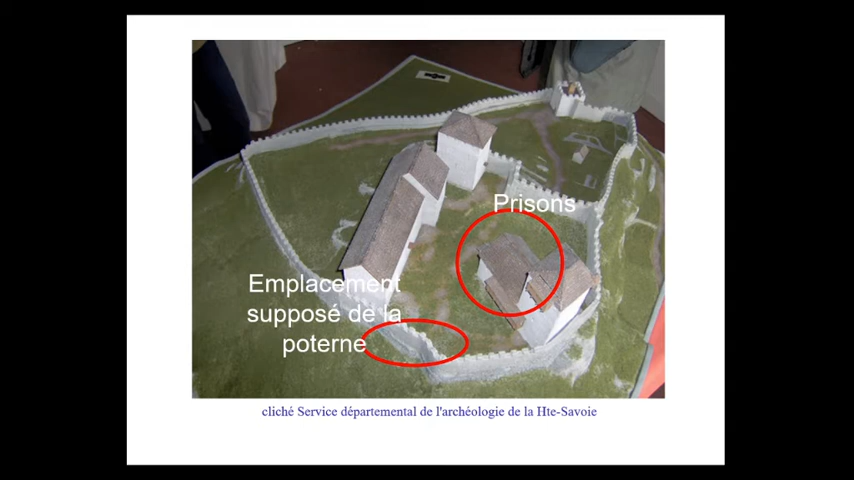 Prisons
Emplacement
supposé de la
poterne
cliché Service départemental de l'archéologie de la Hte-Savoie